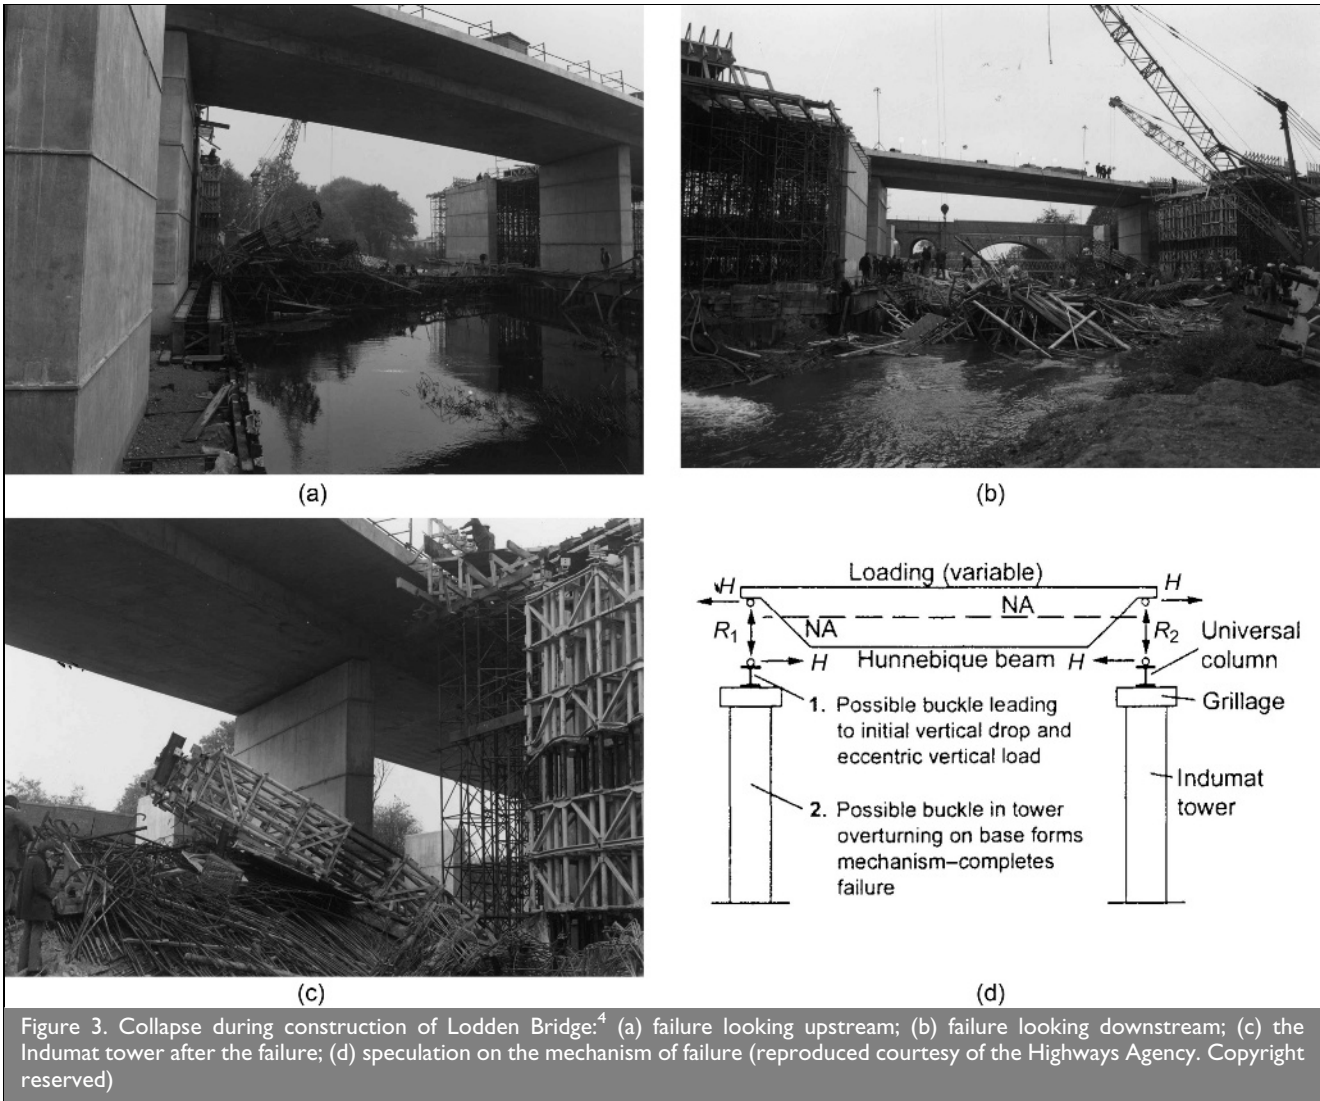 (a)
(b)
(c)
H
Loading (variable)
H
NA
NA
R1
R2
Universal
column
H
Hunnebique beam
H
Grillage
1. Possible buckle leading
to initial vertical drop and
eccentric vertical load
Indumat
tower
2. Possible buckle in tower
overturning on base forms
mechanism–completes
failure
(d)
Figure 3. Collapse during construction of Lodden Bridge:4 (a) failure looking upstream; (b) failure looking downstream; (c) the
Indumat tower after the failure; (d) speculation on the mechanism of failure (reproduced courtesy of the Highways Agency. Copyright
reserved)